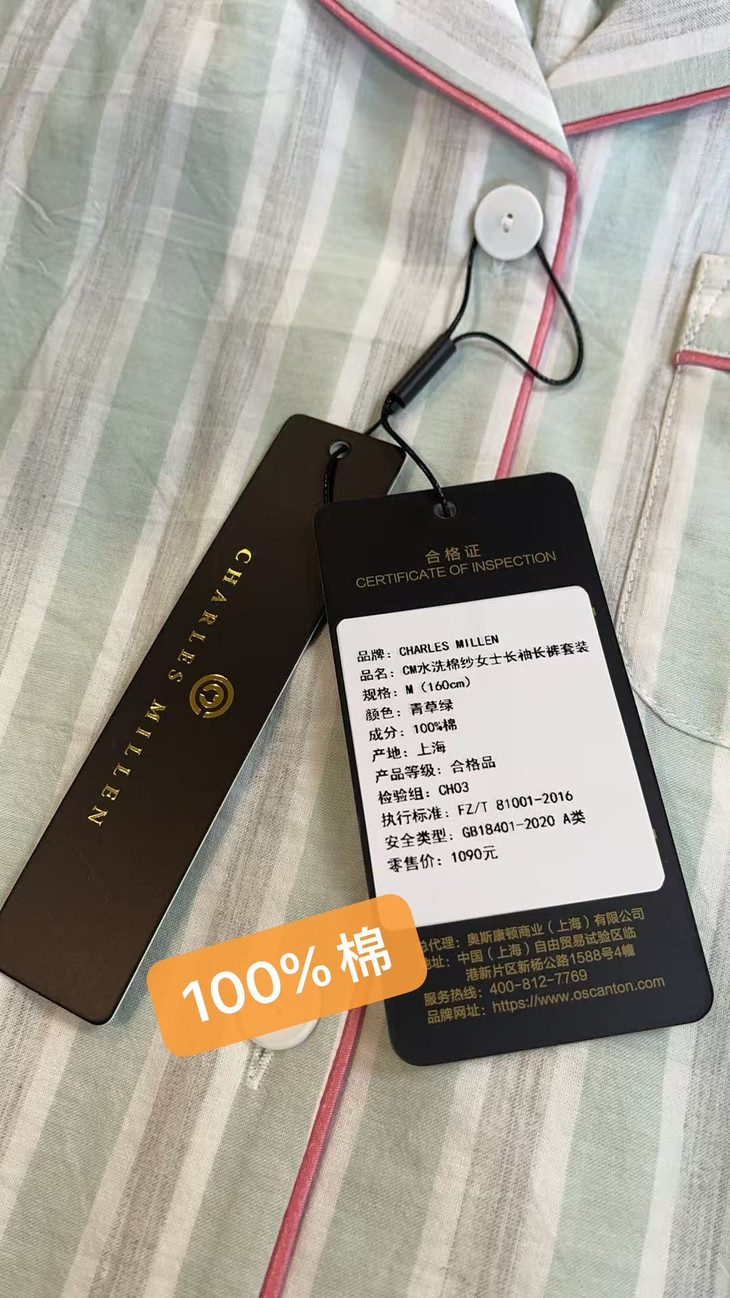 CHARLES MILLEN
合格证
CERTIFICATE OF INSPECTION
品牌：CHARLES MILLEN
品名：CM水洗棉纱女士长袖长裤套装
规格：M（160cm）
颜色：青草绿
成分：100%棉
产地：上海
产品等级：合格品
检验组：CH03
执行标准：FZ/T 81001-2016
安全类型：GB18401-2020 A类
零售价：1090元
总代理：奥斯康顿商业（上海）有限公司
地址：中国（上海）自由贸易试验区临
港新片区新杨公路1588号4幢
服务热线：400-812-7769
品牌网址：https://www.oscanton.com
100%棉